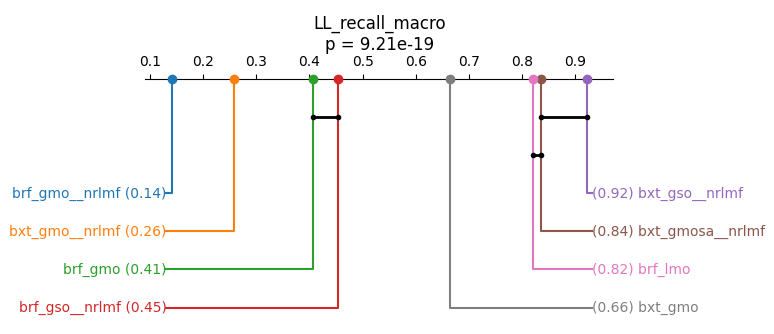 LL_recall_macro
p = 9.21e-19
0.1 0.2 0.3 0.4 0.5 0.6 0.7 0.8 0.9
brf_gmo__nrlmf (0.14) (0.92) bxt_gso__nrlmf
bxt_gmo__nrlmf (0.26) (0.84) bxt_gmosa__nrlmf
brf_gmo (0.41) (0.82) brf_lmo
brf_gso__nrlmf (0.45) (0.66) bxt_gmo